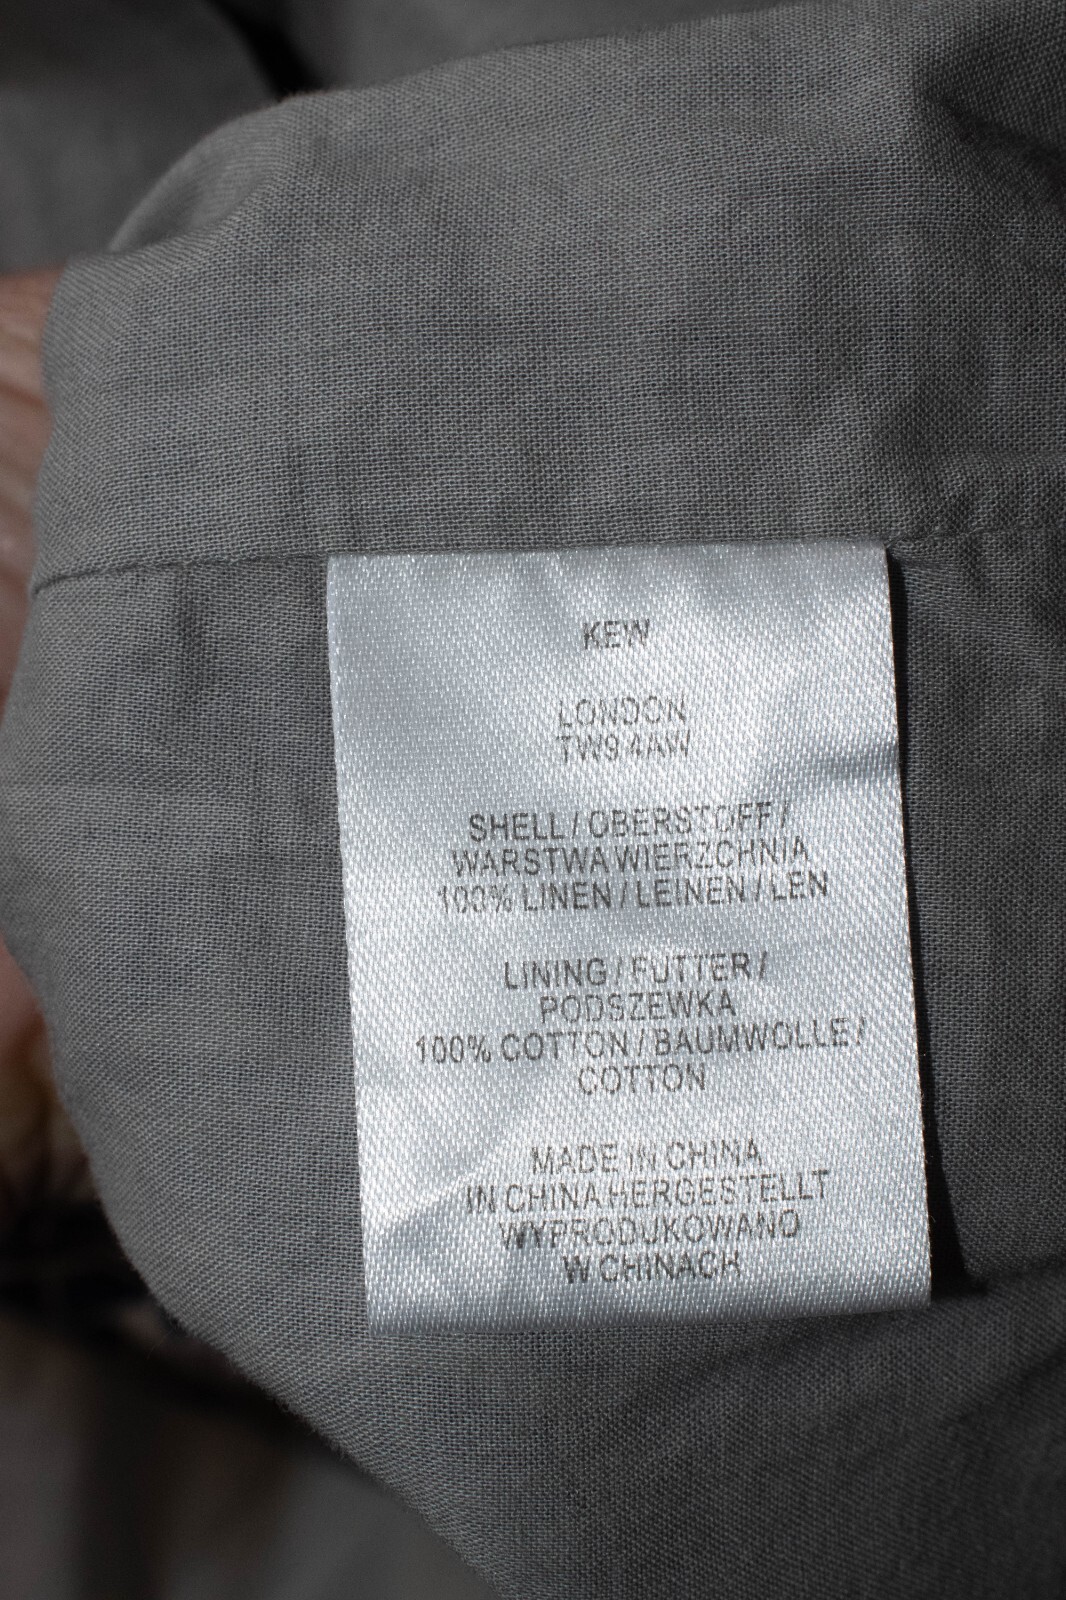 KEW
LONDON
TW9 4AW
SHELL / OBERSTOFF /
WARSTWA WIERZCHNIA
100% LINEN / LEINEN / LEN
LINING / FUTTER /
PODSZEWKA
100% COTTON / BAUMWOLLE /
COTTON
MADE IN CHINA
IN CHINA HERGESTELLT
WYPRODUKOWANO
W CHINACH